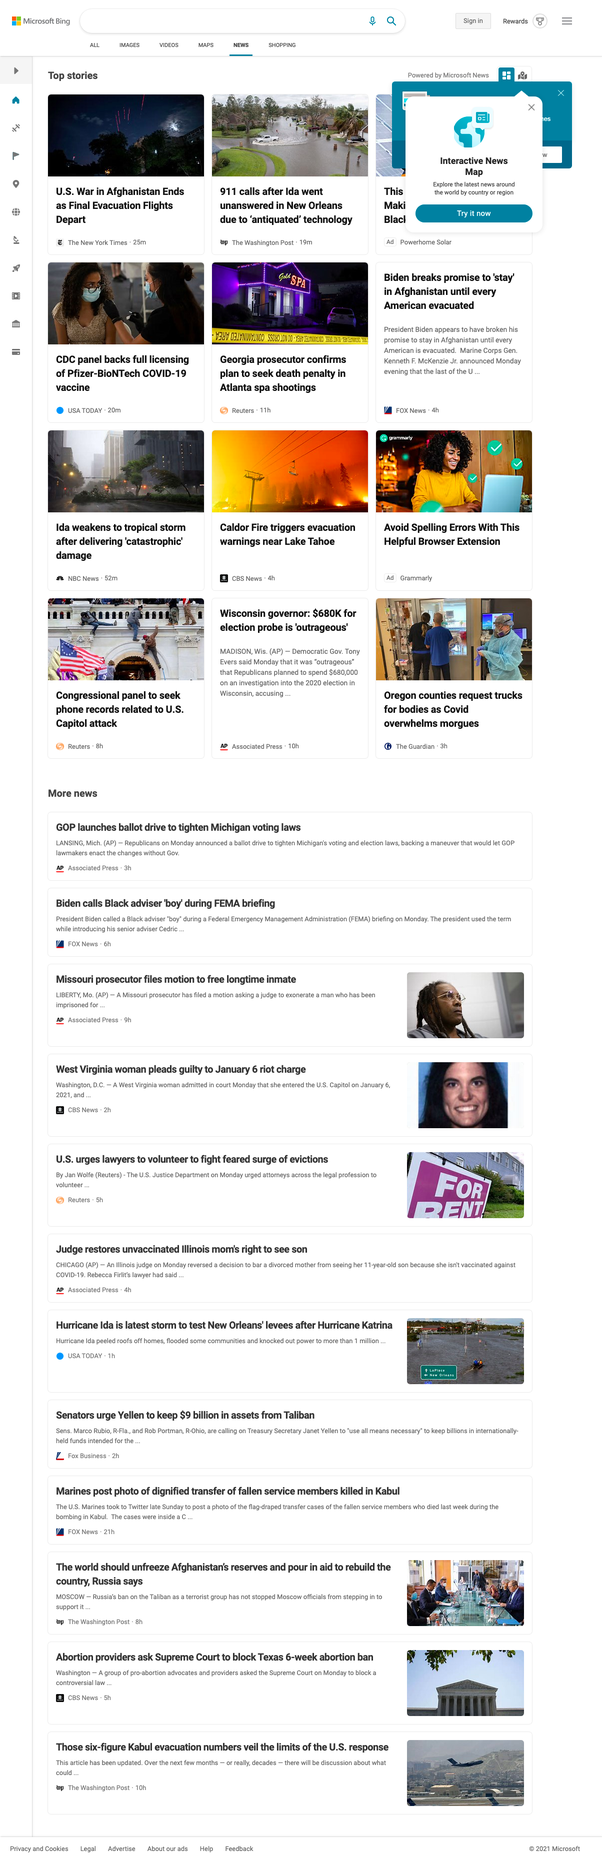 Microsoft Bing
Sign in
Rewards
ALL
IMAGES
VIDEOS
MAPS
NEWS
SHOPPING
Top stories
Powered by Microsoft News
Interactive News
Map
Explore the latest news around
the world by country or region
Try it now
U.S. War in Afghanistan Ends
as Final Evacuation Flights
Depart
The New York Times · 25m
911 calls after Ida went
unanswered in New Orleans
due to 'antiquated' technology
The Washington Post · 19m
This
Maki
Black
Ad Powerhome Solar
CDC panel backs full licensing
of Pfizer-BioNTech COVID-19
vaccine
USA TODAY · 20m
Gold
SPA
Georgia prosecutor confirms
plan to seek death penalty in
Atlanta spa shootings
Reuters · 11h
Biden breaks promise to 'stay'
in Afghanistan until every
American evacuated
President Biden appears to have broken his
promise to stay in Afghanistan until every
American is evacuated. Marine Corps Gen.
Kenneth F. McKenzie Jr. announced Monday
evening that the last of the U ...
FOX News · 4h
Ida weakens to tropical storm
after delivering 'catastrophic'
damage
NBC News · 52m
Caldor Fire triggers evacuation
warnings near Lake Tahoe
CBS News · 4h
grammarly
Avoid Spelling Errors With This
Helpful Browser Extension
Ad Grammarly
Congressional panel to seek
phone records related to U.S.
Capitol attack
Reuters · 8h
Wisconsin governor: $680K for
election probe is 'outrageous'
MADISON, Wis. (AP) — Democratic Gov. Tony
Evers said Monday that it was "outrageous"
that Republicans planned to spend $680,000
on an investigation into the 2020 election in
Wisconsin, accusing ...
AP Associated Press · 10h
Oregon counties request trucks
for bodies as Covid
overwhelms morgues
The Guardian · 3h
More news
GOP launches ballot drive to tighten Michigan voting laws
LANSING, Mich. (AP) — Republicans on Monday announced a ballot drive to tighten Michigan's voting and election laws, backing a maneuver that would let GOP
lawmakers enact the changes without Gov.
AP Associated Press · 3h
Biden calls Black adviser 'boy' during FEMA briefing
President Biden called a Black adviser "boy" during a Federal Emergency Management Administration (FEMA) briefing on Monday. The president used the term
while introducing his senior adviser Cedric ...
FOX News · 6h
Missouri prosecutor files motion to free longtime inmate
LIBERTY, Mo. (AP) — A Missouri prosecutor has filed a motion asking a judge to exonerate a man who has been
imprisoned for ...
AP Associated Press · 9h
West Virginia woman pleads guilty to January 6 riot charge
Washington, D.C. — A West Virginia woman admitted in court Monday that she entered the U.S. Capitol on January 6,
2021, and ...
CBS News · 2h
U.S. urges lawyers to volunteer to fight feared surge of evictions
By Jan Wolfe (Reuters) - The U.S. Justice Department on Monday urged attorneys across the legal profession to
volunteer ...
Reuters · 5h
FOR
RENT
Judge restores unvaccinated Illinois mom's right to see son
CHICAGO (AP) — An Illinois judge on Monday reversed a decision to bar a divorced mother from seeing her 11-year-old son because she isn't vaccinated against
COVID-19. Rebecca Firlit's lawyer had said ...
AP Associated Press · 4h
Hurricane Ida is latest storm to test New Orleans' levees after Hurricane Katrina
Hurricane Ida peeled roofs off homes, flooded some communities and knocked out power to more than 1 million ...
USA TODAY · 1h
LaPlace
New Orleans
Senators urge Yellen to keep $9 billion in assets from Taliban
Sens. Marco Rubio, R-Fla., and Rob Portman, R-Ohio, are calling on Treasury Secretary Janet Yellen to "use all means necessary" to keep billions in internationally-
held funds intended for the ...
Fox Business · 2h
Marines post photo of dignified transfer of fallen service members killed in Kabul
The U.S. Marines took to Twitter late Sunday to post a photo of the flag-draped transfer cases of the fallen service members who died last week during the
bombing in Kabul. The cases were inside a C ...
FOX News · 21h
The world should unfreeze Afghanistan's reserves and pour in aid to rebuild the
country, Russia says
MOSCOW — Russia's ban on the Taliban as a terrorist group has not stopped Moscow officials from stepping in to
support it ...
The Washington Post · 8h
Abortion providers ask Supreme Court to block Texas 6-week abortion ban
Washington — A group of pro-abortion advocates and providers asked the Supreme Court on Monday to block a
controversial law ...
CBS News · 5h
Those six-figure Kabul evacuation numbers veil the limits of the U.S. response
This article has been updated. Over the next few months — or really, decades — there will be discussion about what
could ...
The Washington Post · 10h
Privacy and Cookies
Legal
Advertise
About our ads
Help
Feedback
© 2021 Microsoft